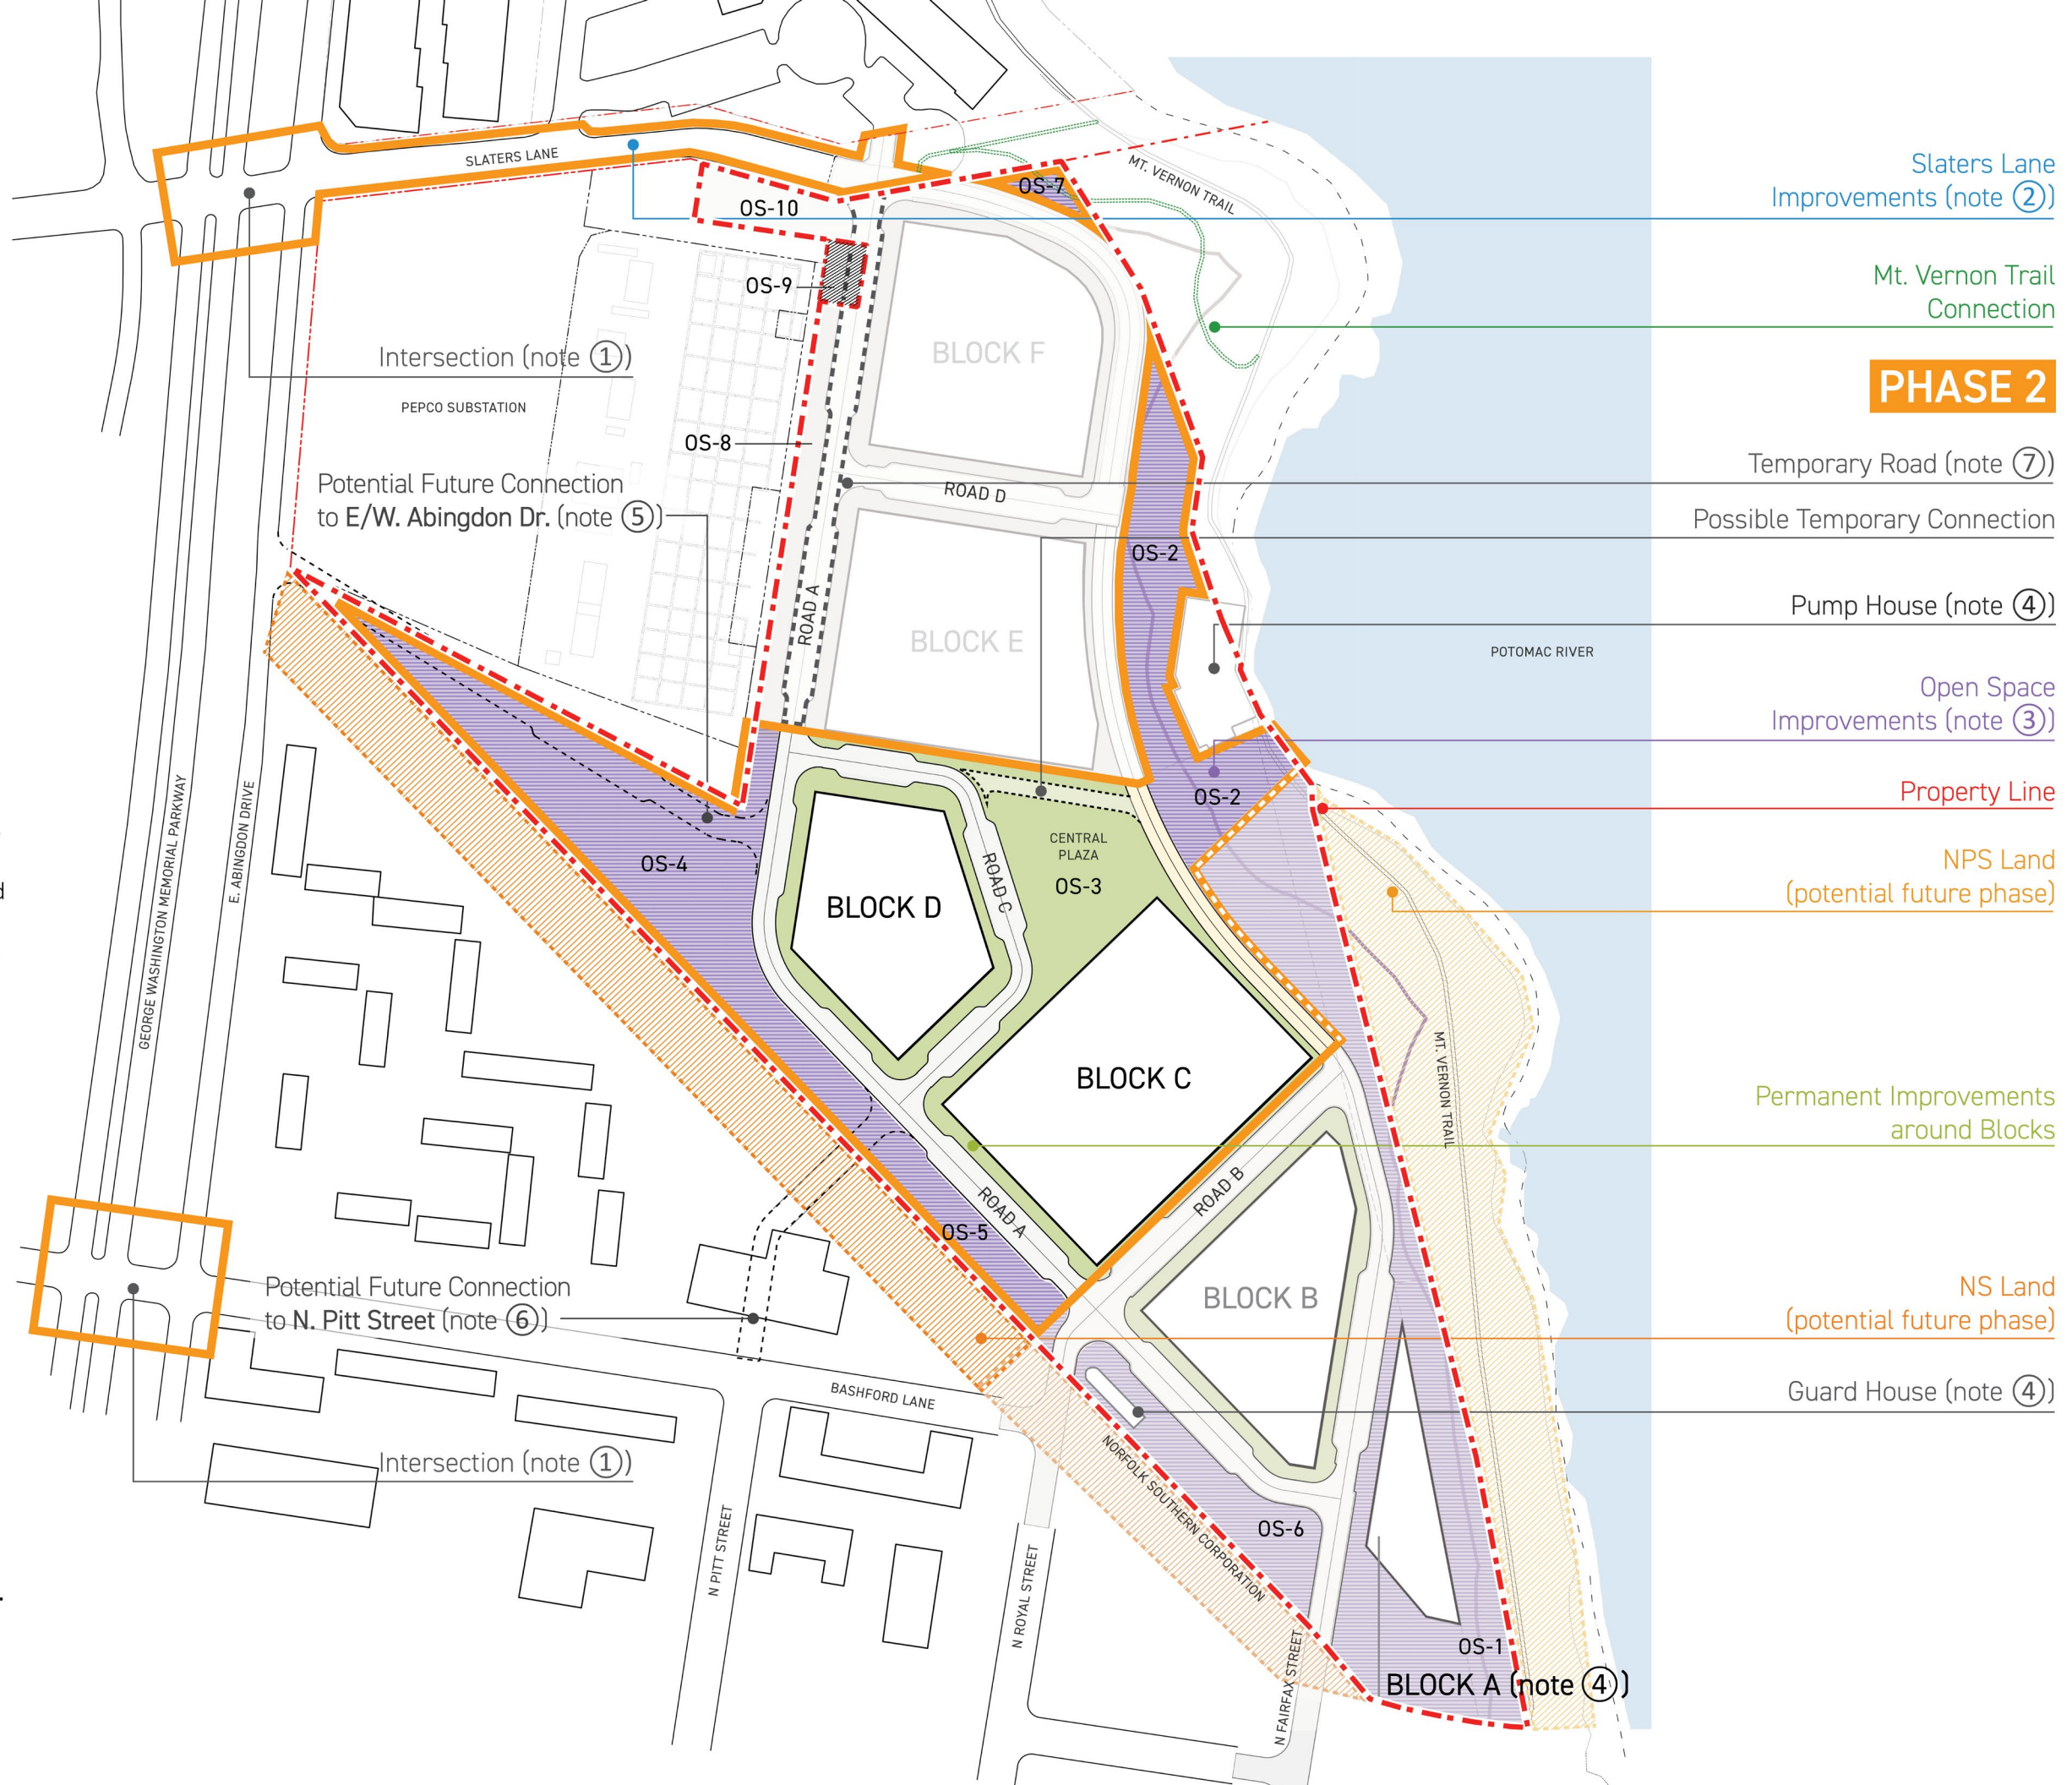 SLATERS LANE
MT. VERNON TRAIL
OS-7
OS-10
OS-9
Slaters Lane
Improvements (note ②)
Mt. Vernon Trail
Connection
PHASE 2
Intersection (note ①)
PEPCO SUBSTATION
BLOCK F
OS-8
Temporary Road (note ⑦)
Potential Future Connection
to E/W. Abingdon Dr. (note ⑤)
ROAD D
Possible Temporary Connection
OS-2
ROAD A
BLOCK E
Pump House (note ④)
POTOMAC RIVER
Open Space
Improvements (note ③)
OS-2
Property Line
GEORGE WASHINGTON MEMORIAL PARKWAY
E. ABINGDON DRIVE
OS-4
CENTRAL
PLAZA
OS-3
ROAD C
BLOCK D
NPS Land
(potential future phase)
BLOCK C
MT. VERNON TRAIL
Permanent Improvements
around Blocks
ROAD B
ROAD A
OS-5
Potential Future Connection
to N. Pitt Street (note ⑥)
BLOCK B
NS Land
(potential future phase)
BASHFORD LANE
Guard House (note ④)
Intersection (note ①)
NORFOLK SOUTHERN CORPORATION
OS-6
N PITT STREET
N ROYAL STREET
N FAIRFAX STREET
OS-1
BLOCK A (note ④)